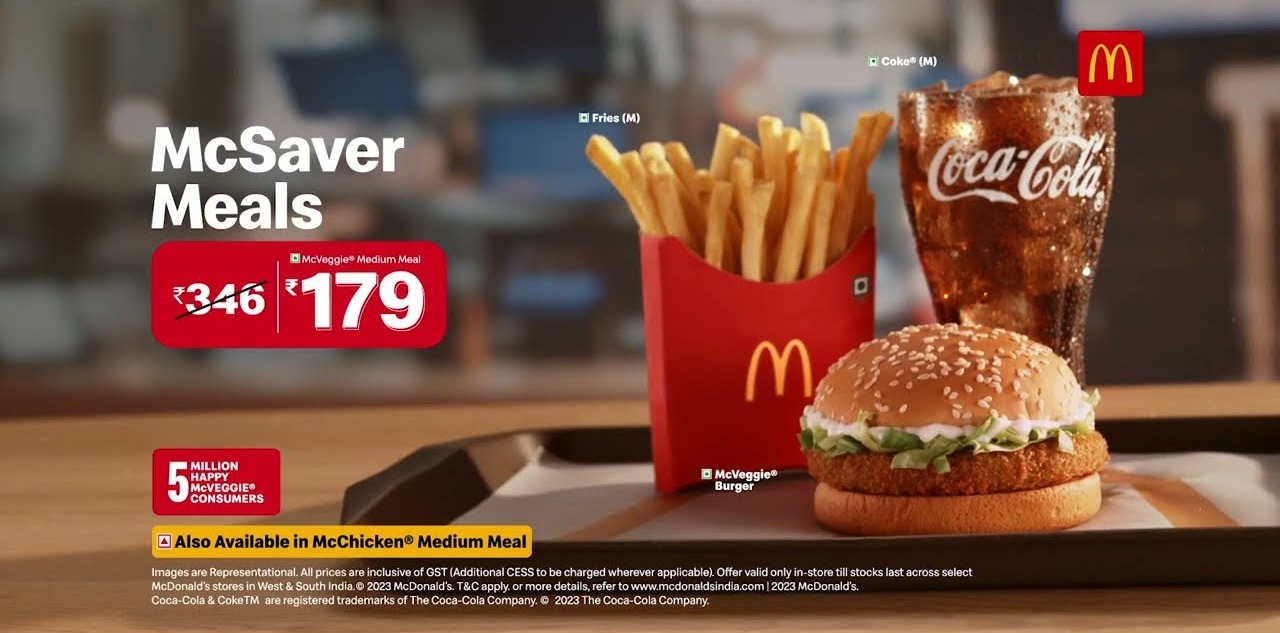 Coke® (M)
Fries (M)
Coca-Cola®
McSaver
Meals
McVeggie® Medium Meal
₹346
₹179
McVeggie®
Burger
5 MILLION
HAPPY
McVEGGIE®
CONSUMERS
Also Available in McChicken® Medium Meal
Images are Representational. All prices are inclusive of GST (Additional CESS to be charged wherever applicable). Offer valid only in-store till stocks last across select
McDonald's stores in West & South India.© 2023 McDonald's. T&C apply. or more details, refer to www.mcdonaldsindia.com | 2023 McDonald's.
Coca-Cola & CokeTM are registered trademarks of The Coca-Cola Company. © 2023 The Coca-Cola Company.